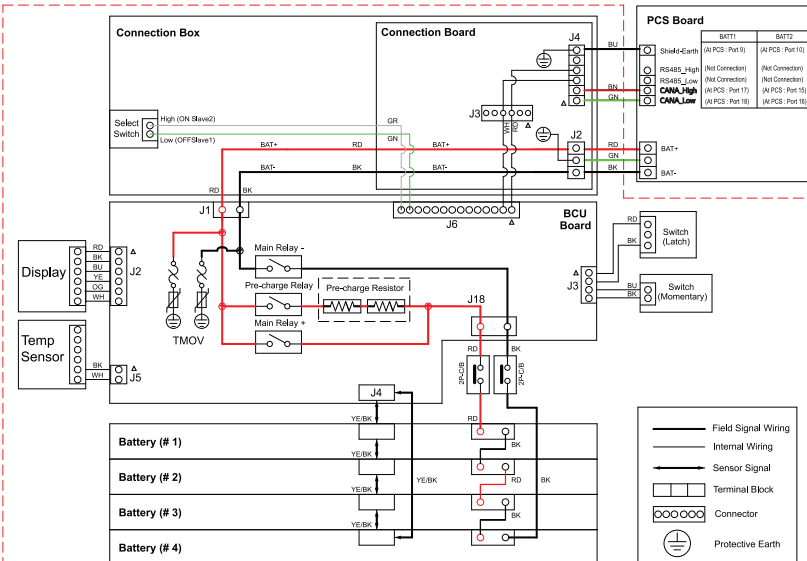 Connection Box
Connection Board
PCS Board
J4
BU
BATT1
BATT2
Shield-Earth
(At PCS : Port 9)
(At PCS : Port 10)
RS485_High
(Not Connection)
(Not Connection)
RS485_Low
(Not Connection)
(Not Connection)
BN
CANA_High
(At PCS : Port 17)
(At PCS : Port 15)
GN
CANA_Low
(At PCS : Port 18)
(At PCS : Port 16)
J3
WH
RD
Select
Switch
High (ON Slave2)
Low (OFFSlave1)
GR
GN
J2
BAT+
RD
BAT+
RD
BAT+
GN
BAT-
BK
BAT-
BK
BAT-
RD
BK
J1
J6
BCU
Board
Display
RD
BK
BU
YE
OG
WH
J2
Main Relay -
Pre-charge Relay
Pre-charge Resistor
Main Relay +
TMOV
J18
J3
RD
BK
Switch
(Latch)
BU
BK
Switch
(Momentary)
Temp
Sensor
BK
WH
J5
RD
BK
2P-C/B
2P-C/B
J4
YE/BK
RD
Battery (# 1)
BK
YE/BK
Battery (# 2)
YE/BK
RD
BK
YE/BK
Battery (# 3)
BK
YE/BK
Battery (# 4)
Field Signal Wiring
Internal Wiring
Sensor Signal
Terminal Block
Connector
Protective Earth